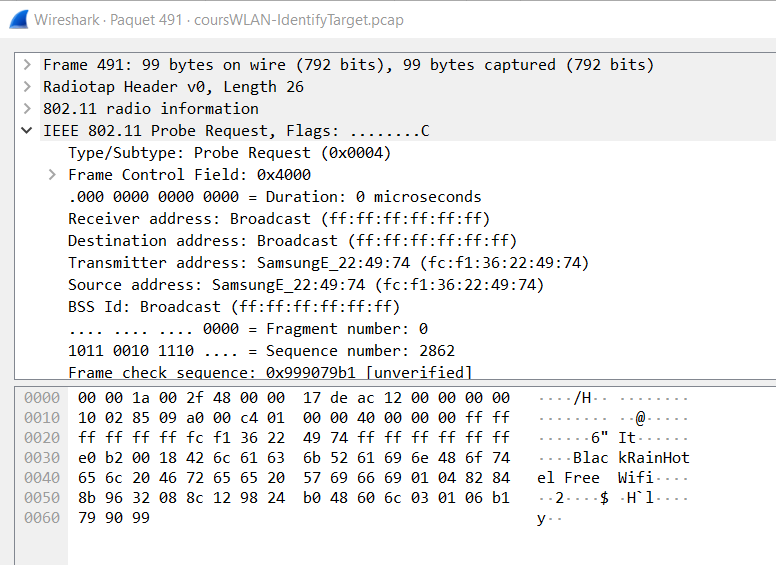 Wireshark · Paquet 491 · coursWLAN-IdentifyTarget.pcap
Frame 491: 99 bytes on wire (792 bits), 99 bytes captured (792 bits)
Radiotap Header v0, Length 26
802.11 radio information
IEEE 802.11 Probe Request, Flags: ........C
Type/Subtype: Probe Request (0x0004)
Frame Control Field: 0x4000
.000 0000 0000 0000 = Duration: 0 microseconds
Receiver address: Broadcast (ff:ff:ff:ff:ff:ff)
Destination address: Broadcast (ff:ff:ff:ff:ff:ff)
Transmitter address: SamsungE_22:49:74 (fc:f1:36:22:49:74)
Source address: SamsungE_22:49:74 (fc:f1:36:22:49:74)
BSS Id: Broadcast (ff:ff:ff:ff:ff:ff)
.... .... .... 0000 = Fragment number: 0
1011 0010 1110 .... = Sequence number: 2862
Frame check sequence: 0x999079b1 [unverified]
0000 00 00 1a 00 2f 48 00 00 17 de ac 12 00 00 00 00 ····/H·· ········
0010 10 02 85 09 a0 00 c4 01 00 00 40 00 00 00 ff ff ········ ··@·····
0020 ff ff ff ff fc f1 36 22 49 74 ff ff ff ff ff ff ······6" It······
0030 e0 b2 00 18 42 6c 61 63 6b 52 61 69 6e 48 6f 74 ····Blac kRainHot
0040 65 6c 20 46 72 65 65 20 57 69 66 69 01 04 82 84 el Free  Wifi····
0050 8b 96 32 08 8c 12 98 24 b0 48 60 6c 03 01 06 b1 ··2····$ ·H`l····
0060 79 90 99 y··